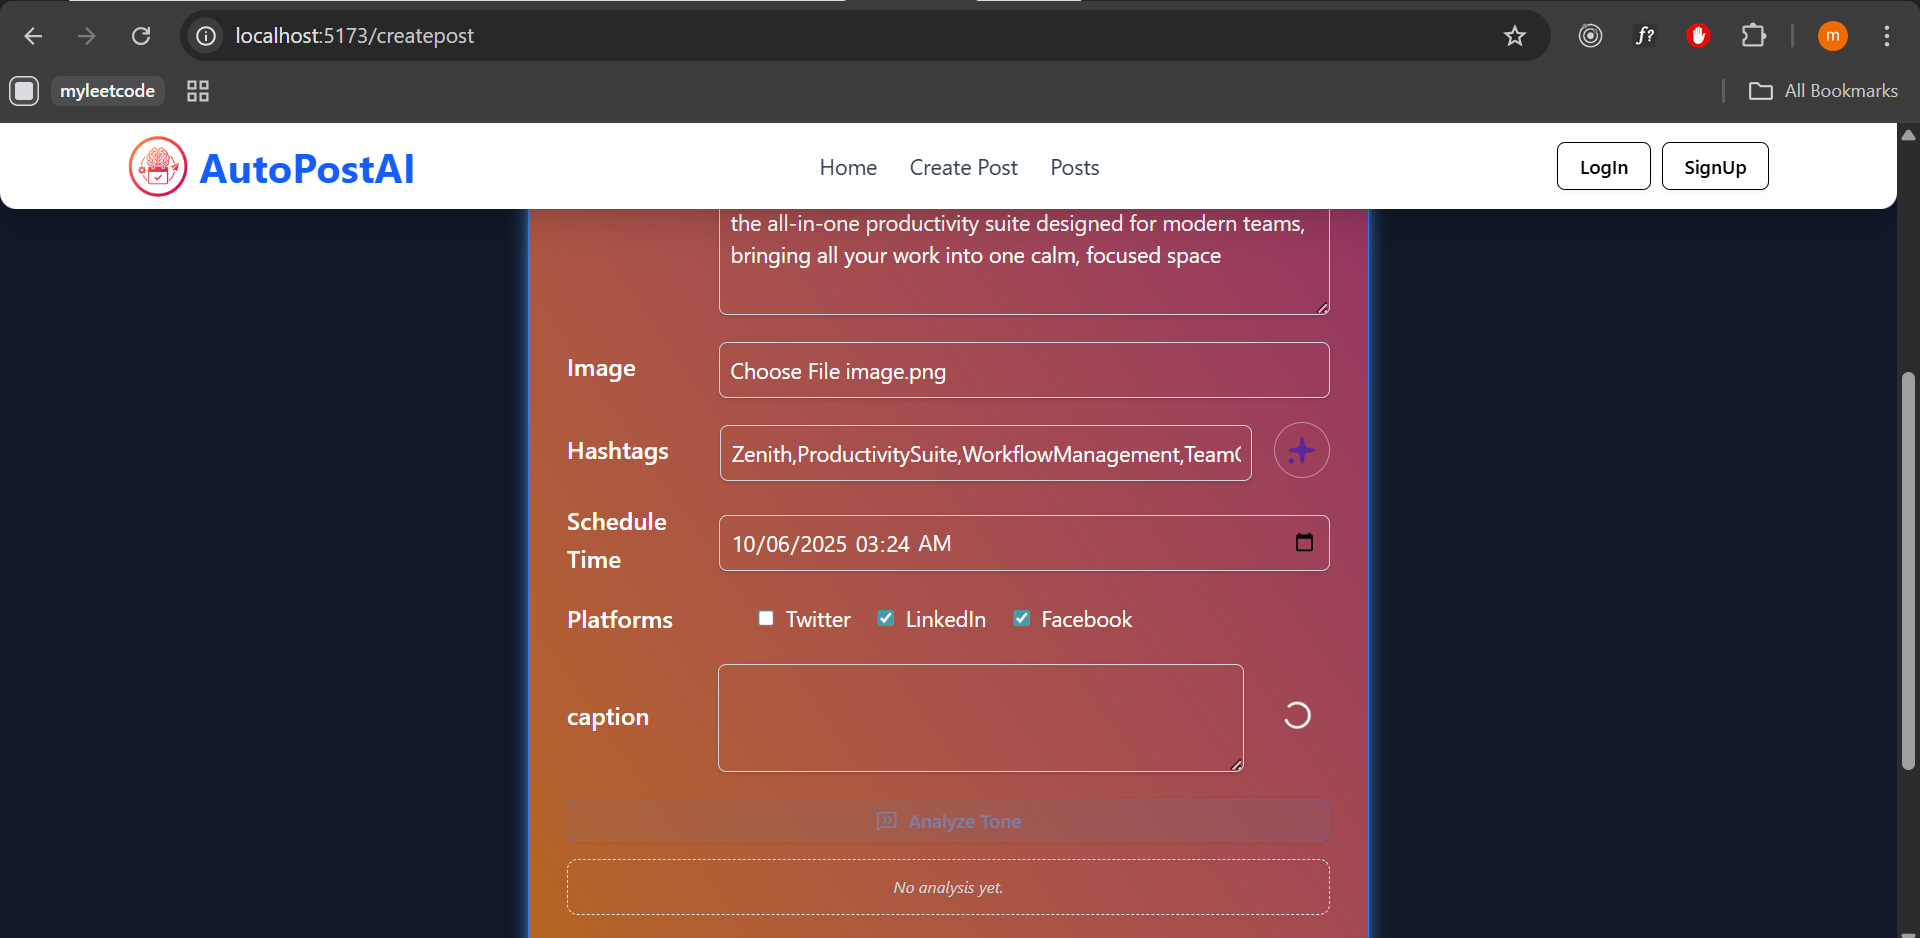 localhost:5173/createpost
f?
m
myleetcode
All Bookmarks
AutoPostAI
Home
Create Post
Posts
LogIn
SignUp
the all-in-one productivity suite designed for modern teams,
bringing all your work into one calm, focused space
Image
Choose File image.png
Hashtags
Zenith,ProductivitySuite,WorkflowManagement,Team
Schedule
Time
10/06/2025 03:24 AM
Platforms
Twitter
LinkedIn
Facebook
caption
Analyze Tone
No analysis yet.